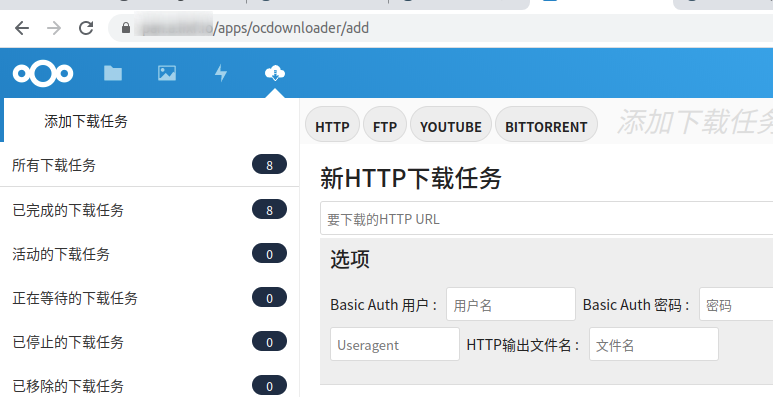 /apps/ocdownloader/add
添加下载任务
所有下载任务 8
已完成的下载任务 8
活动的下载任务 0
正在等待的下载任务 0
已停止的下载任务 0
已移除的下载任务 0
HTTP FTP YOUTUBE BITTORRENT 添加下载任务
新HTTP下载任务
要下载的HTTP URL
选项
Basic Auth 用户 : 用户名 Basic Auth 密码 : 密码
Useragent HTTP输出文件名 : 文件名